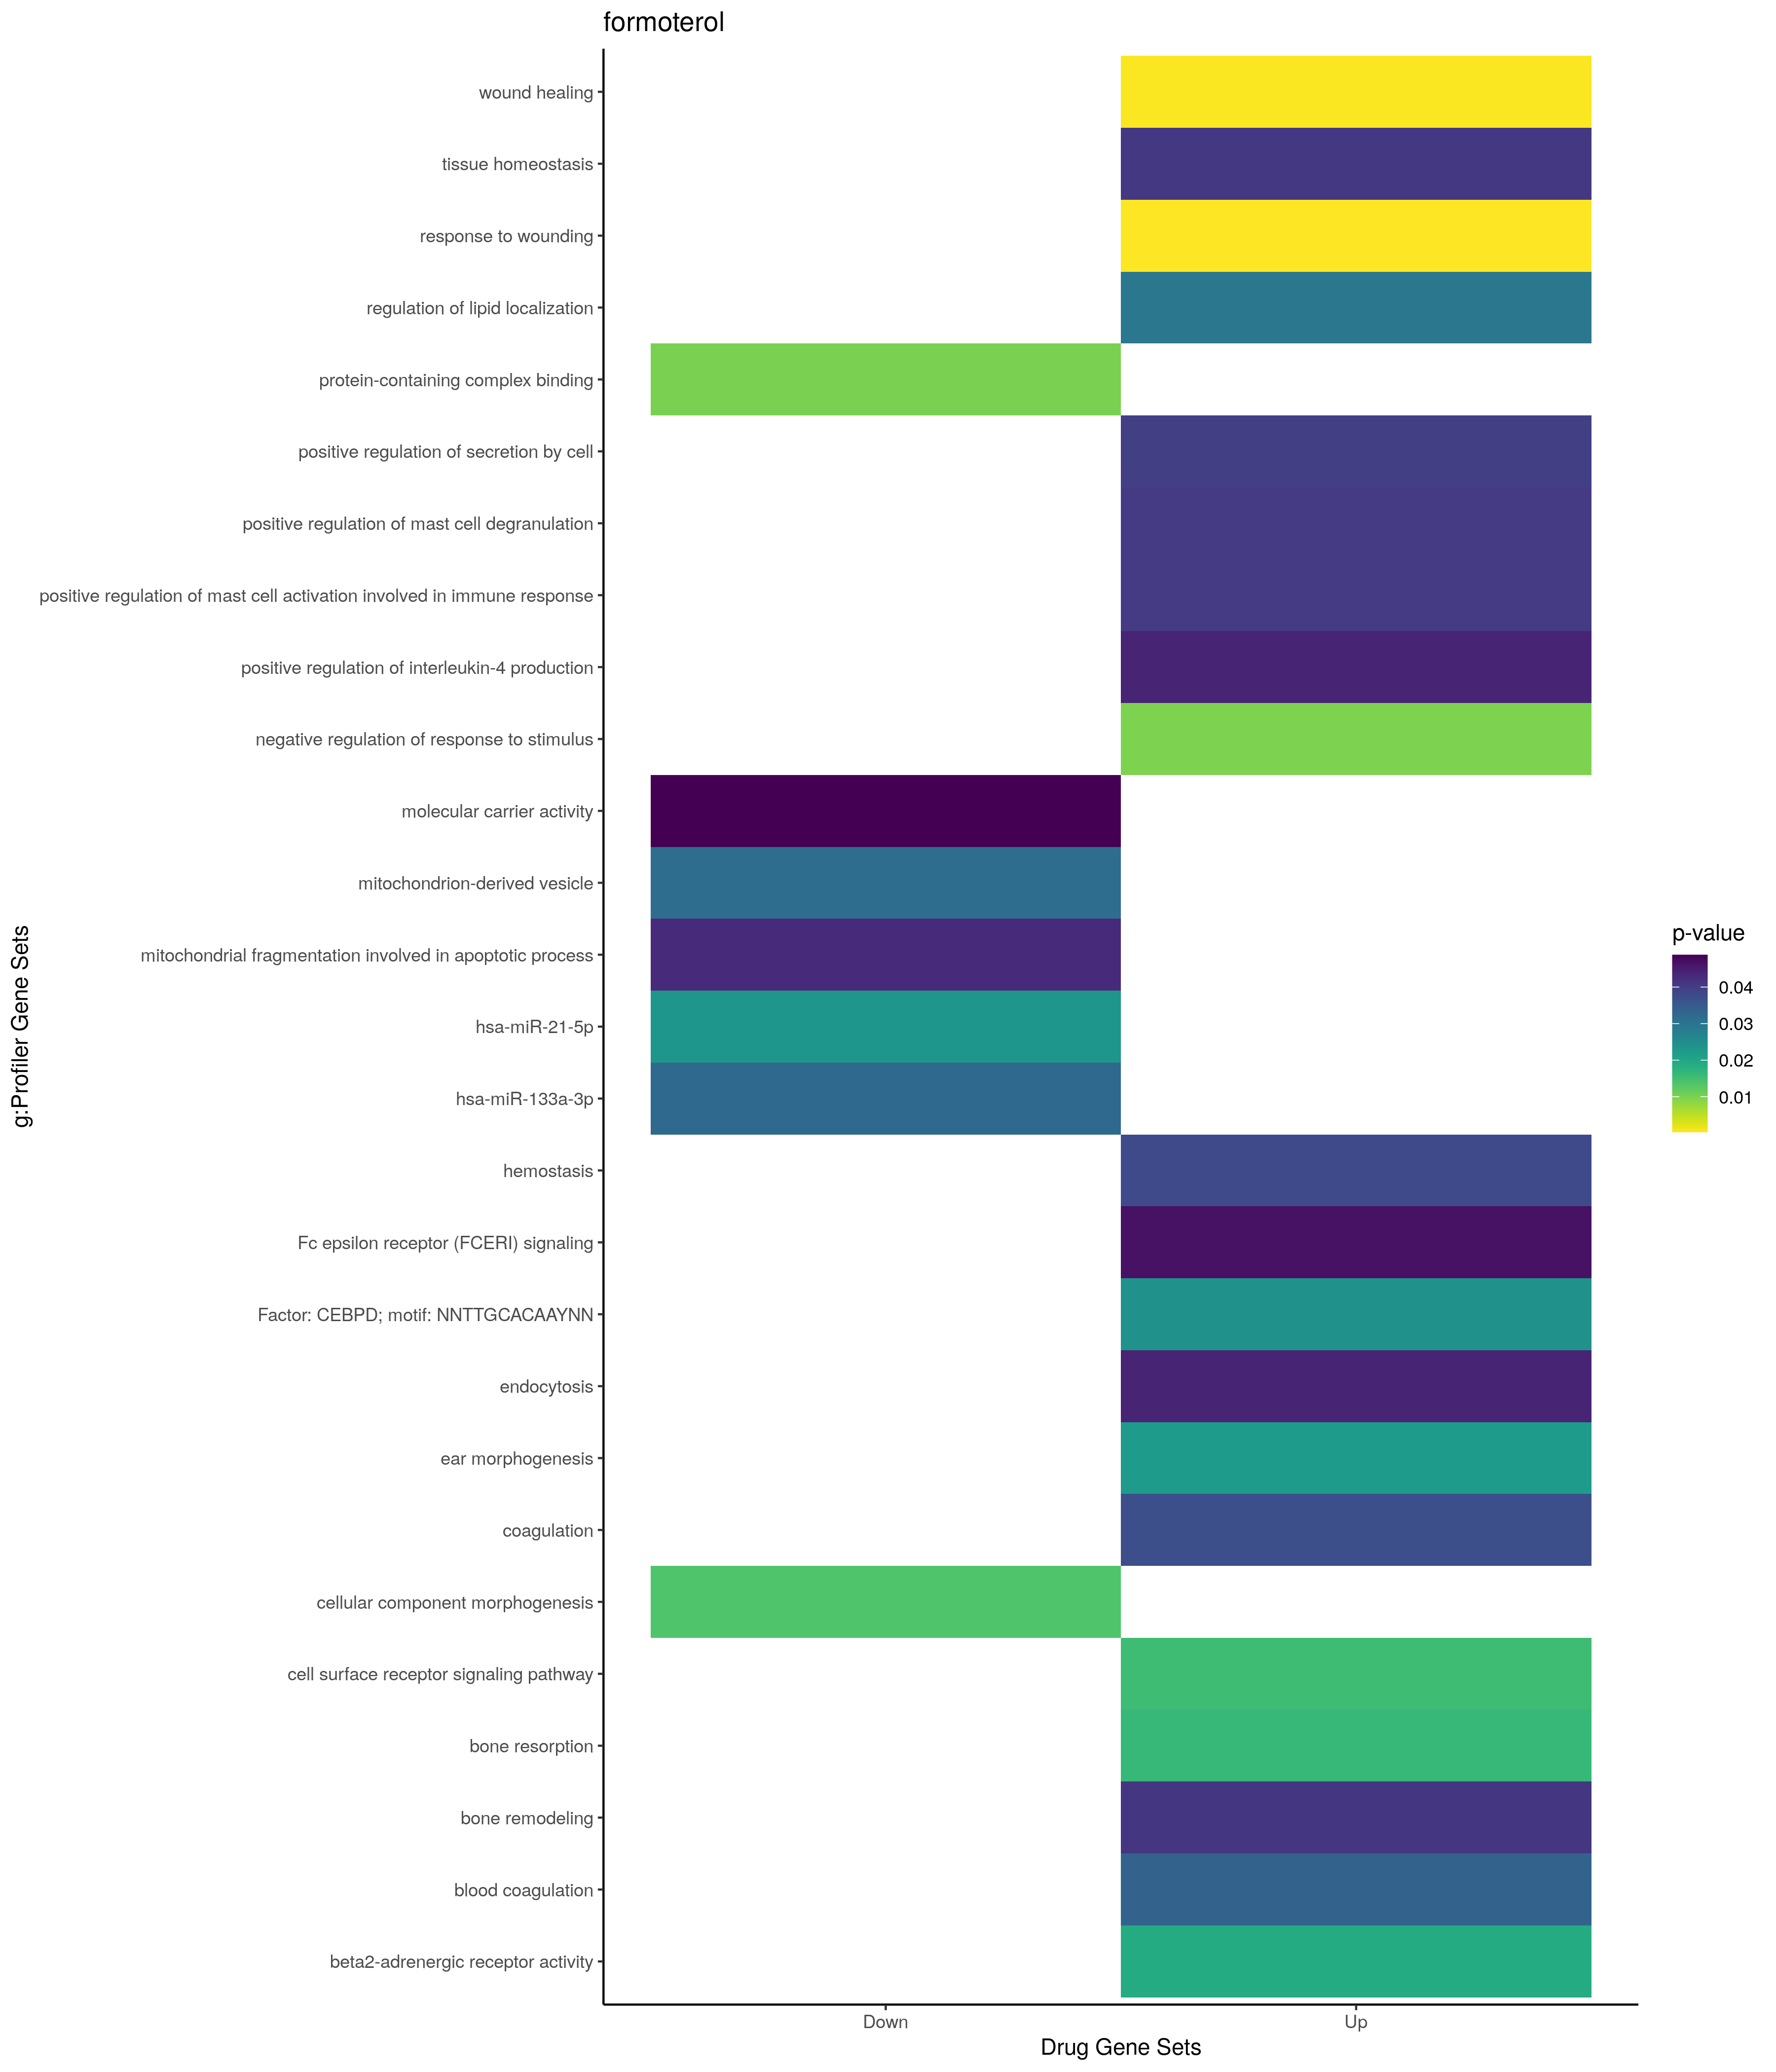 formoterol
wound healing
tissue homeostasis
response to wounding
regulation of lipid localization
protein-containing complex binding
positive regulation of secretion by cell
positive regulation of mast cell degranulation
positive regulation of mast cell activation involved in immune response
positive regulation of interleukin-4 production
negative regulation of response to stimulus
molecular carrier activity
mitochondrion-derived vesicle
mitochondrial fragmentation involved in apoptotic process
hsa-miR-21-5p
hsa-miR-133a-3p
hemostasis
Fc epsilon receptor (FCERI) signaling
Factor: CEBPD; motif: NNTTGCACAAYNN
endocytosis
ear morphogenesis
coagulation
cellular component morphogenesis
cell surface receptor signaling pathway
bone resorption
bone remodeling
blood coagulation
beta2-adrenergic receptor activity
g:Profiler Gene Sets
Down
Up
Drug Gene Sets
p-value
0.04
0.03
0.02
0.01